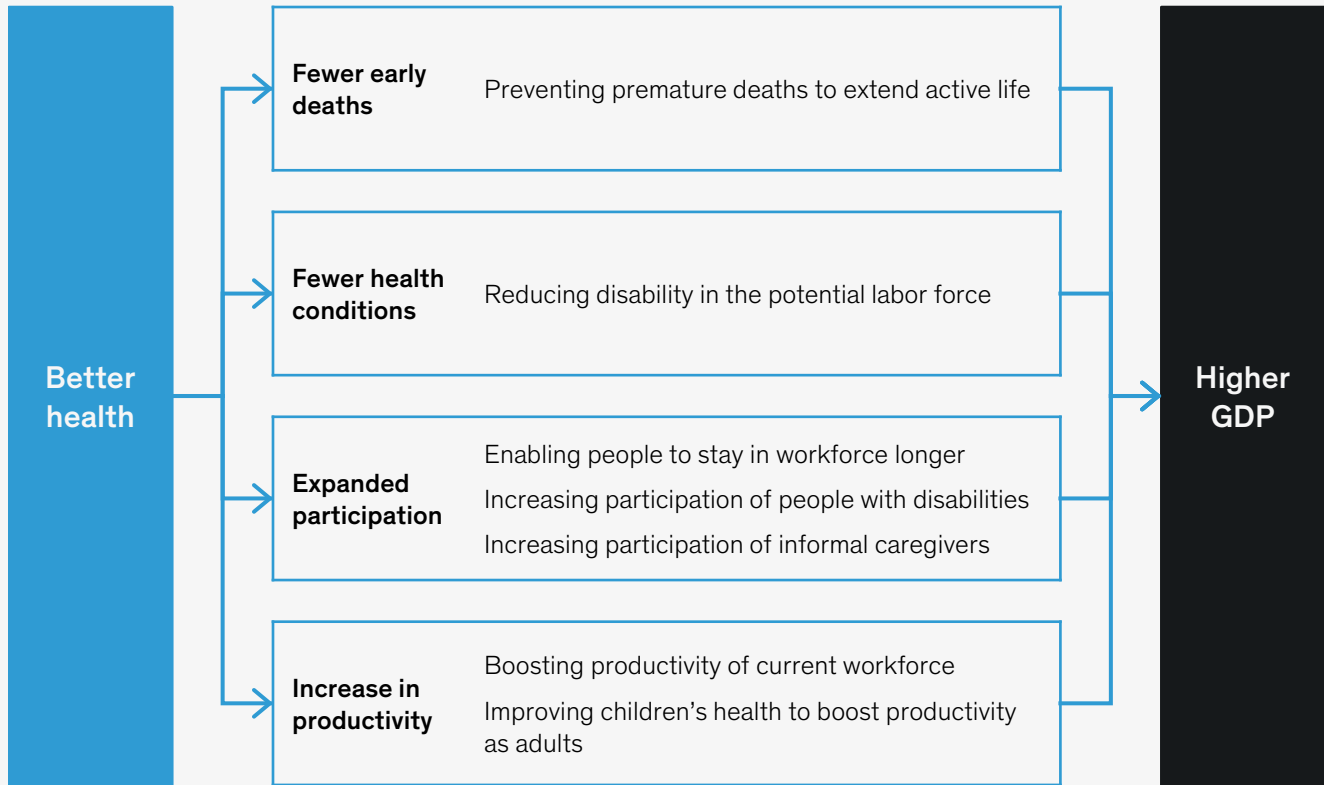 Better
health
Fewer early
deaths
Preventing premature deaths to extend active life
Fewer health
conditions
Reducing disability in the potential labor force
Expanded
participation
Enabling people to stay in workforce longer
Increasing participation of people with disabilities
Increasing participation of informal caregivers
Increase in
productivity
Boosting productivity of current workforce
Improving children’s health to boost productivity
as adults
Higher
GDP